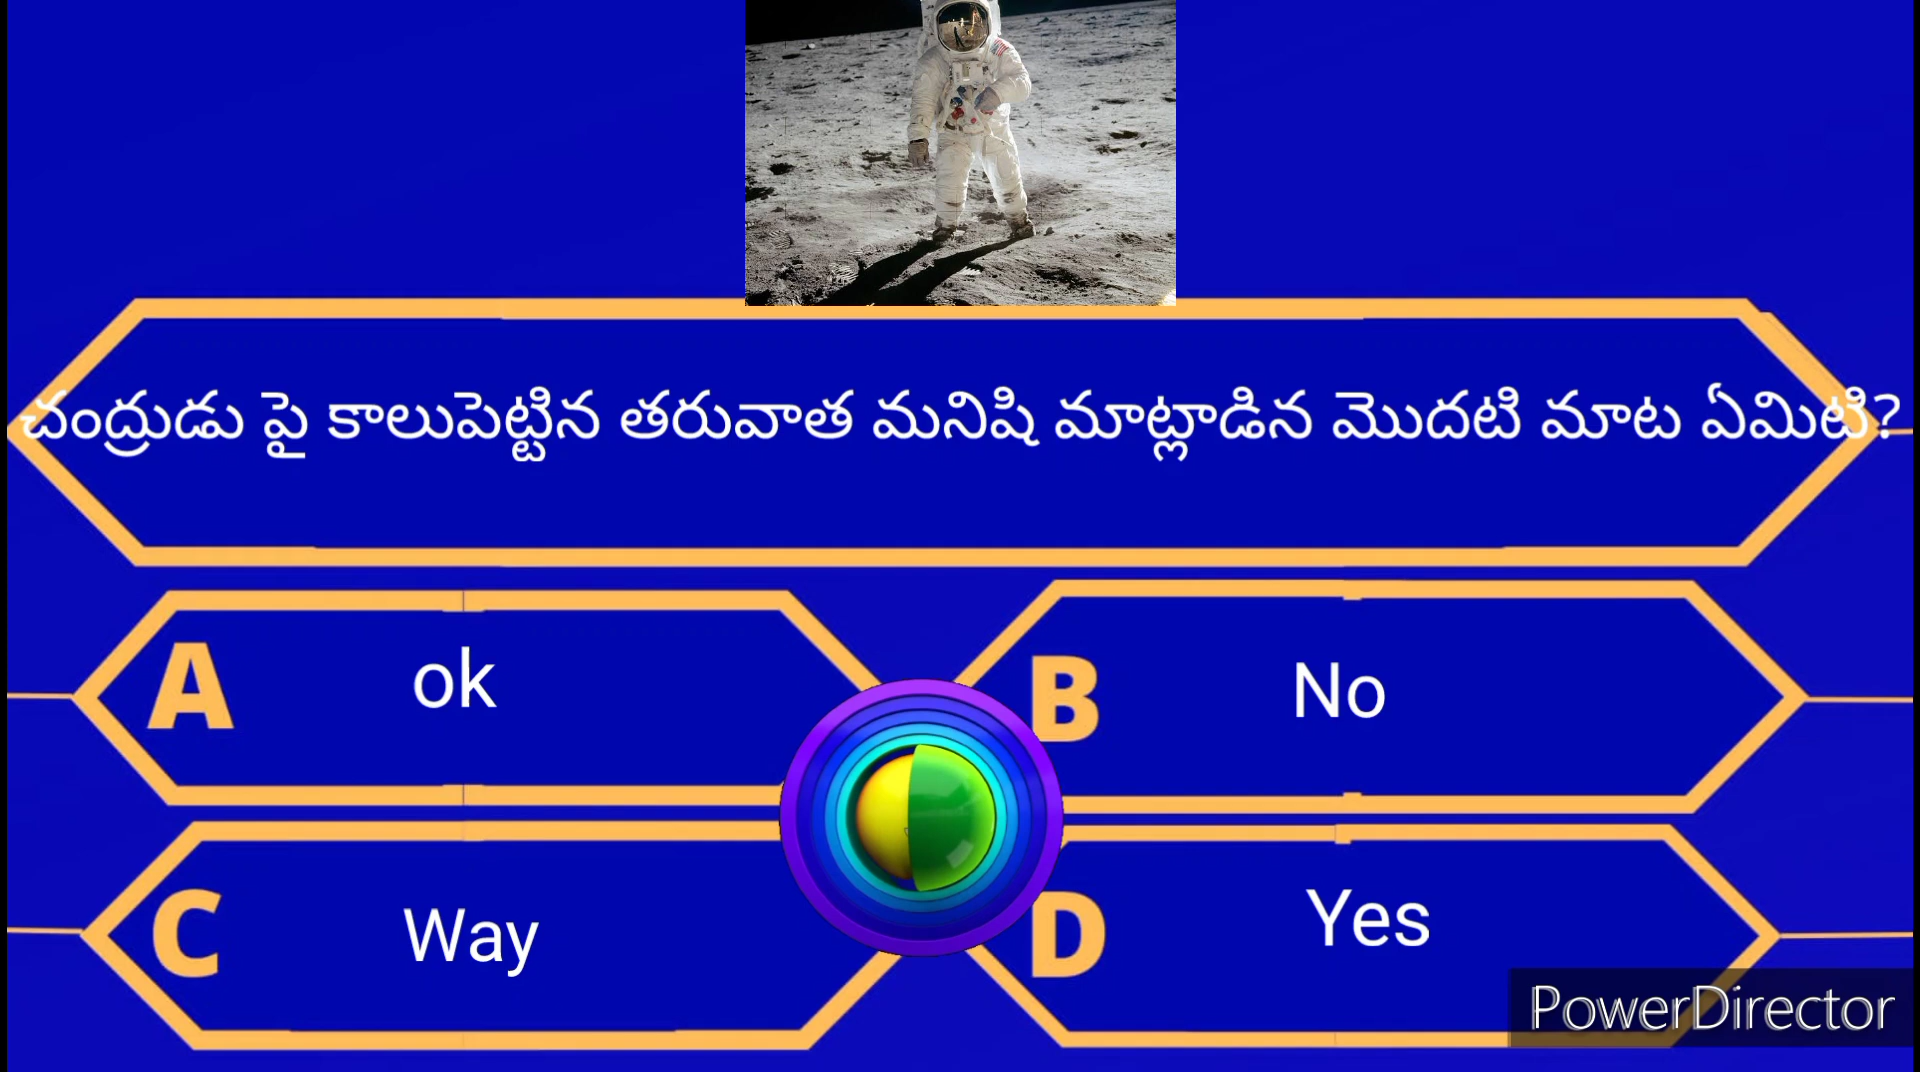 చంద్రుడు పై కాలుపెట్టిన తరువాత మనిషి మాట్లాడిన మొదటి మాట ఏమిటి?
A ok
B No
C Way
D Yes
PowerDirector